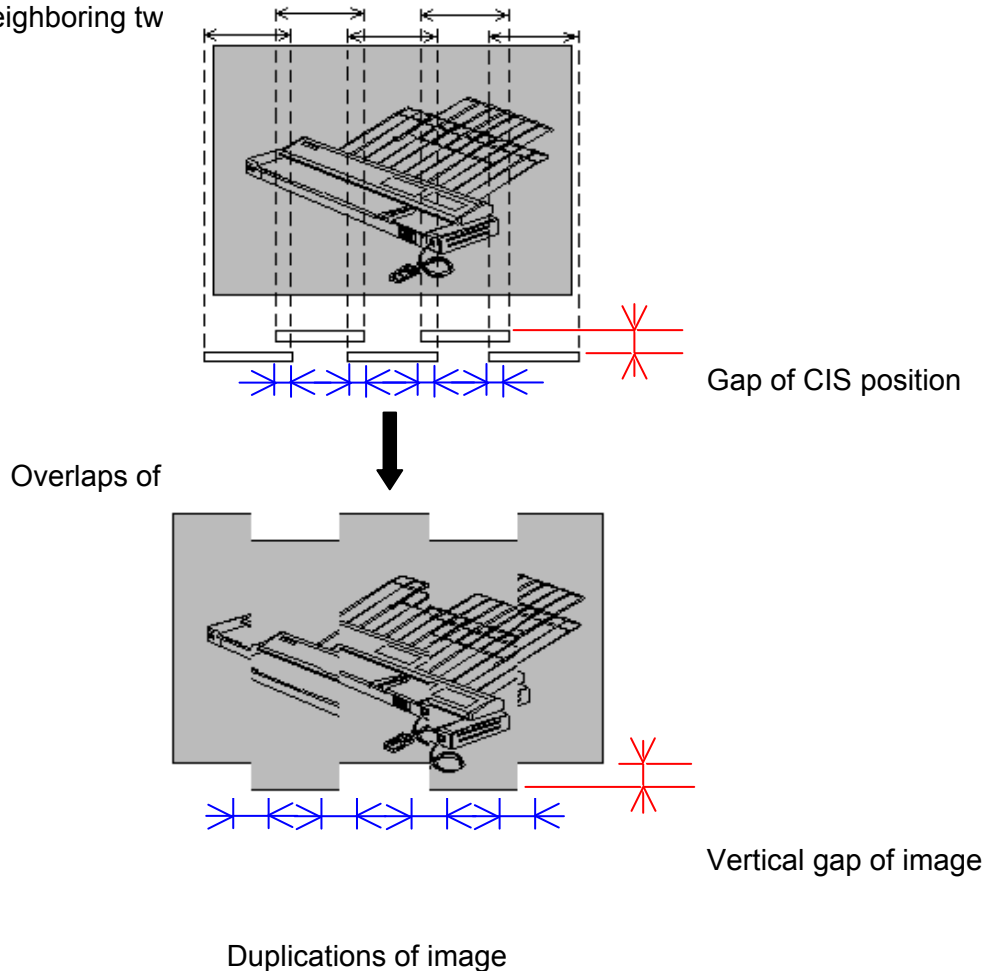 eighboring tw
Gap of CIS position
Overlaps of
Vertical gap of image
Duplications of image